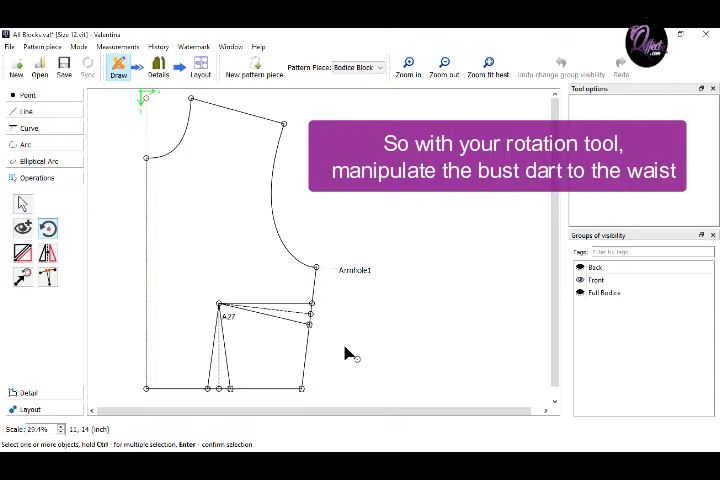 All Blocks.val* [Size 12.vit] - Valentina
File Pattern piece Mode Measurements History Watermark Window Help
New Open Save Sync Draw Details Layout New pattern piece Pattern Piece: Bodice Block Zoom in Zoom out Zoom fit best Undo change group visibility Redo
Qffect
.com
Point
Line
Curve
Arc
Elliptical Arc
Operations
So with your rotation tool,
manipulate the bust dart to the waist
Armhole1
A27
Tool options
Groups of visibility
Tags: Filter by tags
Back
Front
Full Bodice
Detail
Layout
Scale: 29.4% 11, 14 (inch)
Select one or more objects, hold Ctrl - for multiple selection, Enter - confirm selection